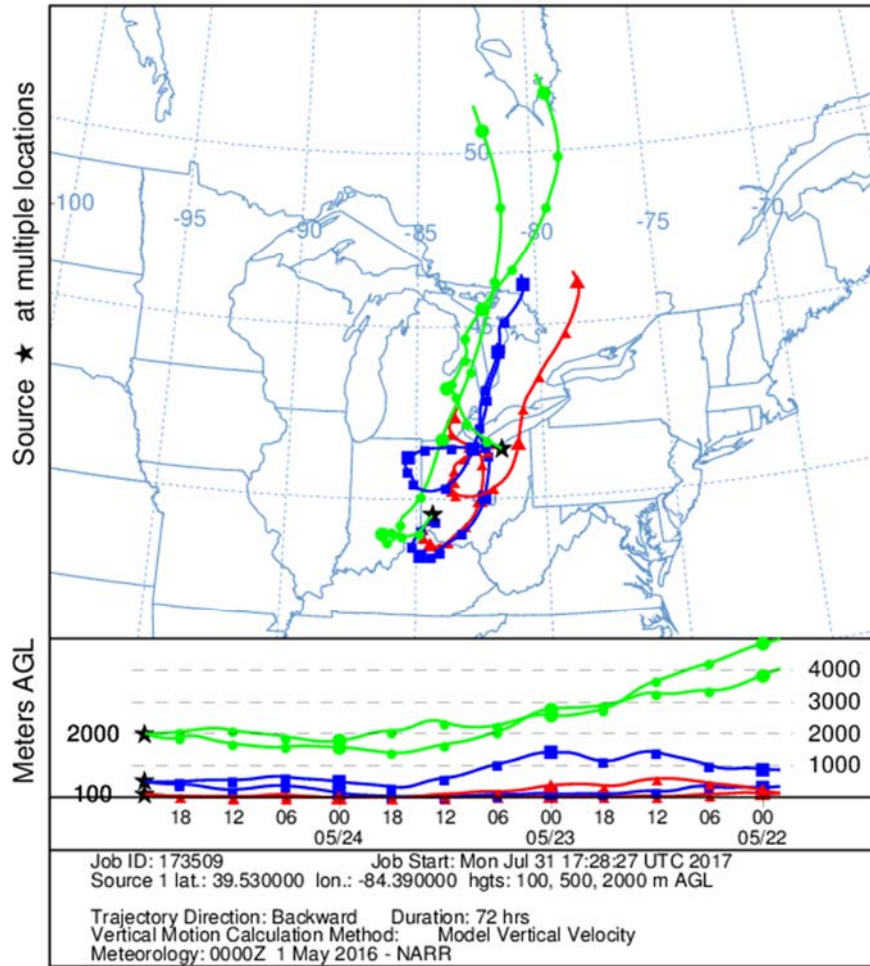 Source ★ at multiple locations
-100
-95
-90
-85
-80
-75
-70
50
45
Meters AGL
4000
3000
2000 2000
1000
100
18 12 06 00 18 12 06 00 18 12 06 00
05/24 05/23 05/22
Job ID: 173509 Job Start: Mon Jul 31 17:28:27 UTC 2017
Source 1 lat.: 39.530000 lon.: -84.390000 hgts: 100, 500, 2000 m AGL
Trajectory Direction: Backward Duration: 72 hrs
Vertical Motion Calculation Method: Model Vertical Velocity
Meteorology: 0000Z 1 May 2016 - NARR